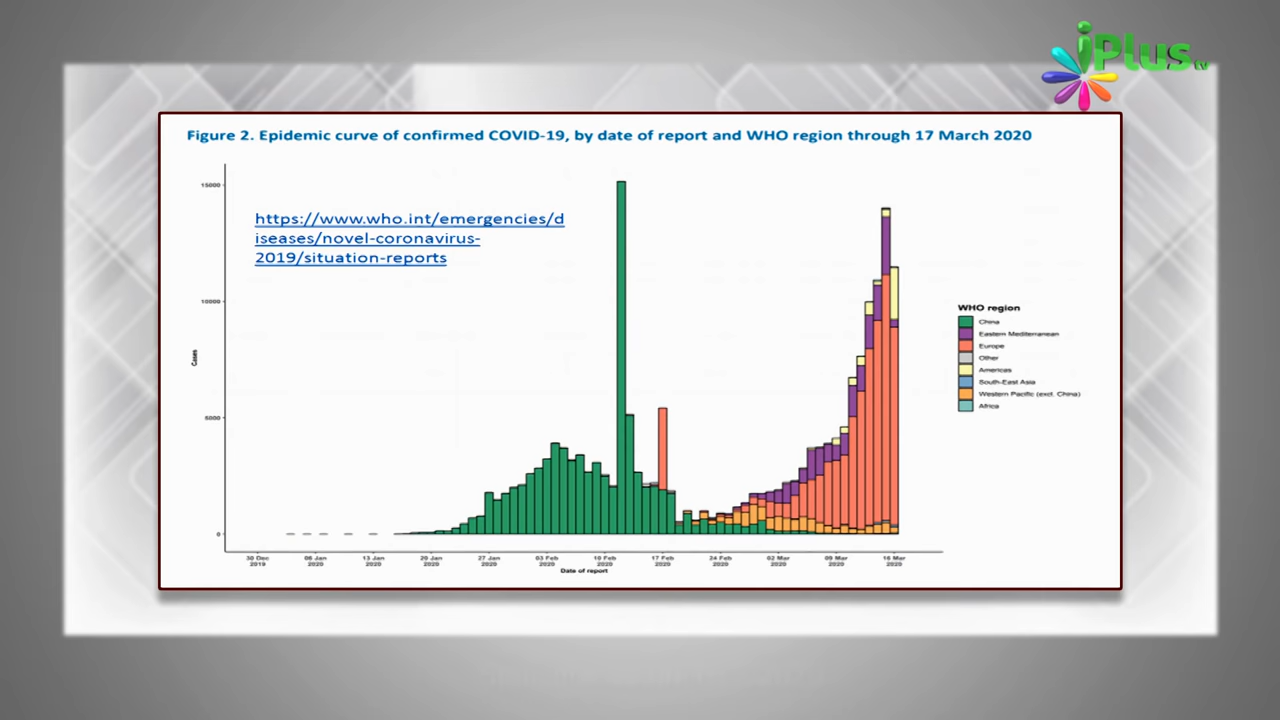 iPlus tv
Figure 2. Epidemic curve of confirmed COVID-19, by date of report and WHO region through 17 March 2020
https://www.who.int/emergencies/d
iseases/novel-coronavirus-
2019/situation-reports
15000
10000
5000
0
Cases
30 Dec
2019
06 Jan
2020
13 Jan
2020
20 Jan
2020
27 Jan
2020
03 Feb
2020
10 Feb
2020
17 Feb
2020
24 Feb
2020
02 Mar
2020
09 Mar
2020
16 Mar
2020
Date of report
WHO region
China
Eastern Mediterranean
Europe
Other
Americas
South-East Asia
Western Pacific (excl. China)
Africa